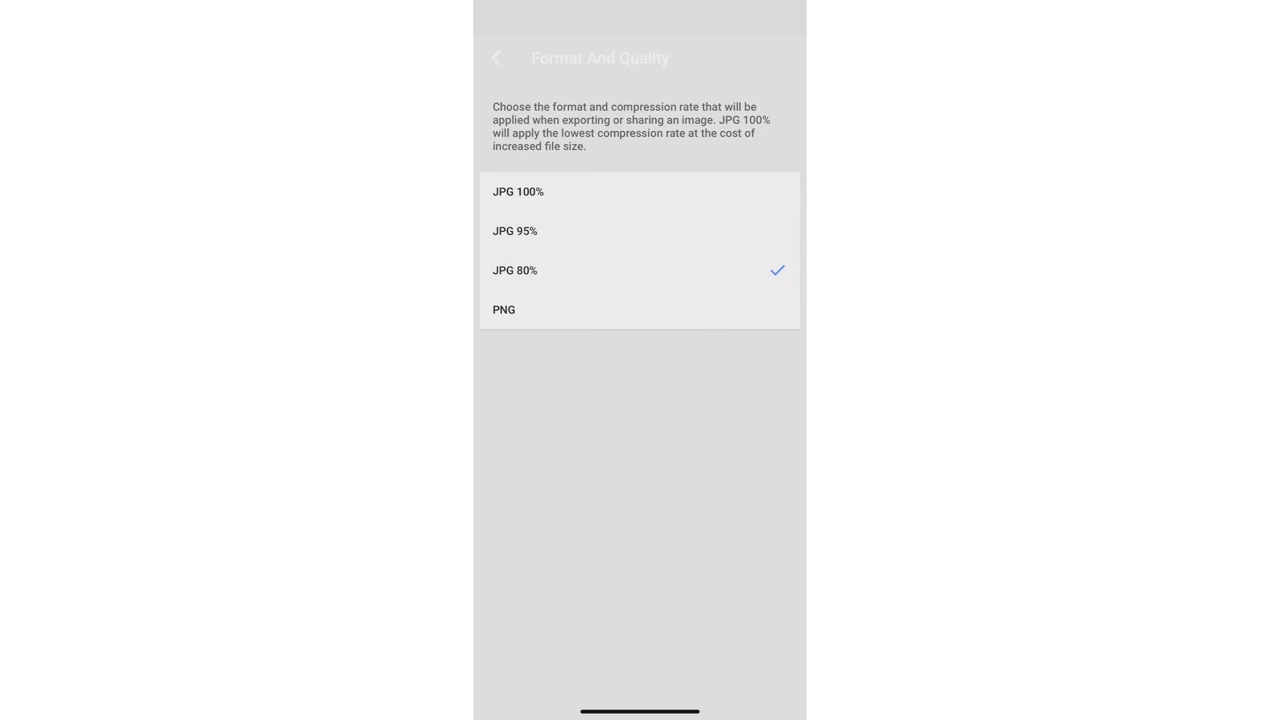 Format And Quality
Choose the format and compression rate that will be
applied when exporting or sharing an image. JPG 100%
will apply the lowest compression rate at the cost of
increased file size.
JPG 100%
JPG 95%
JPG 80%
PNG